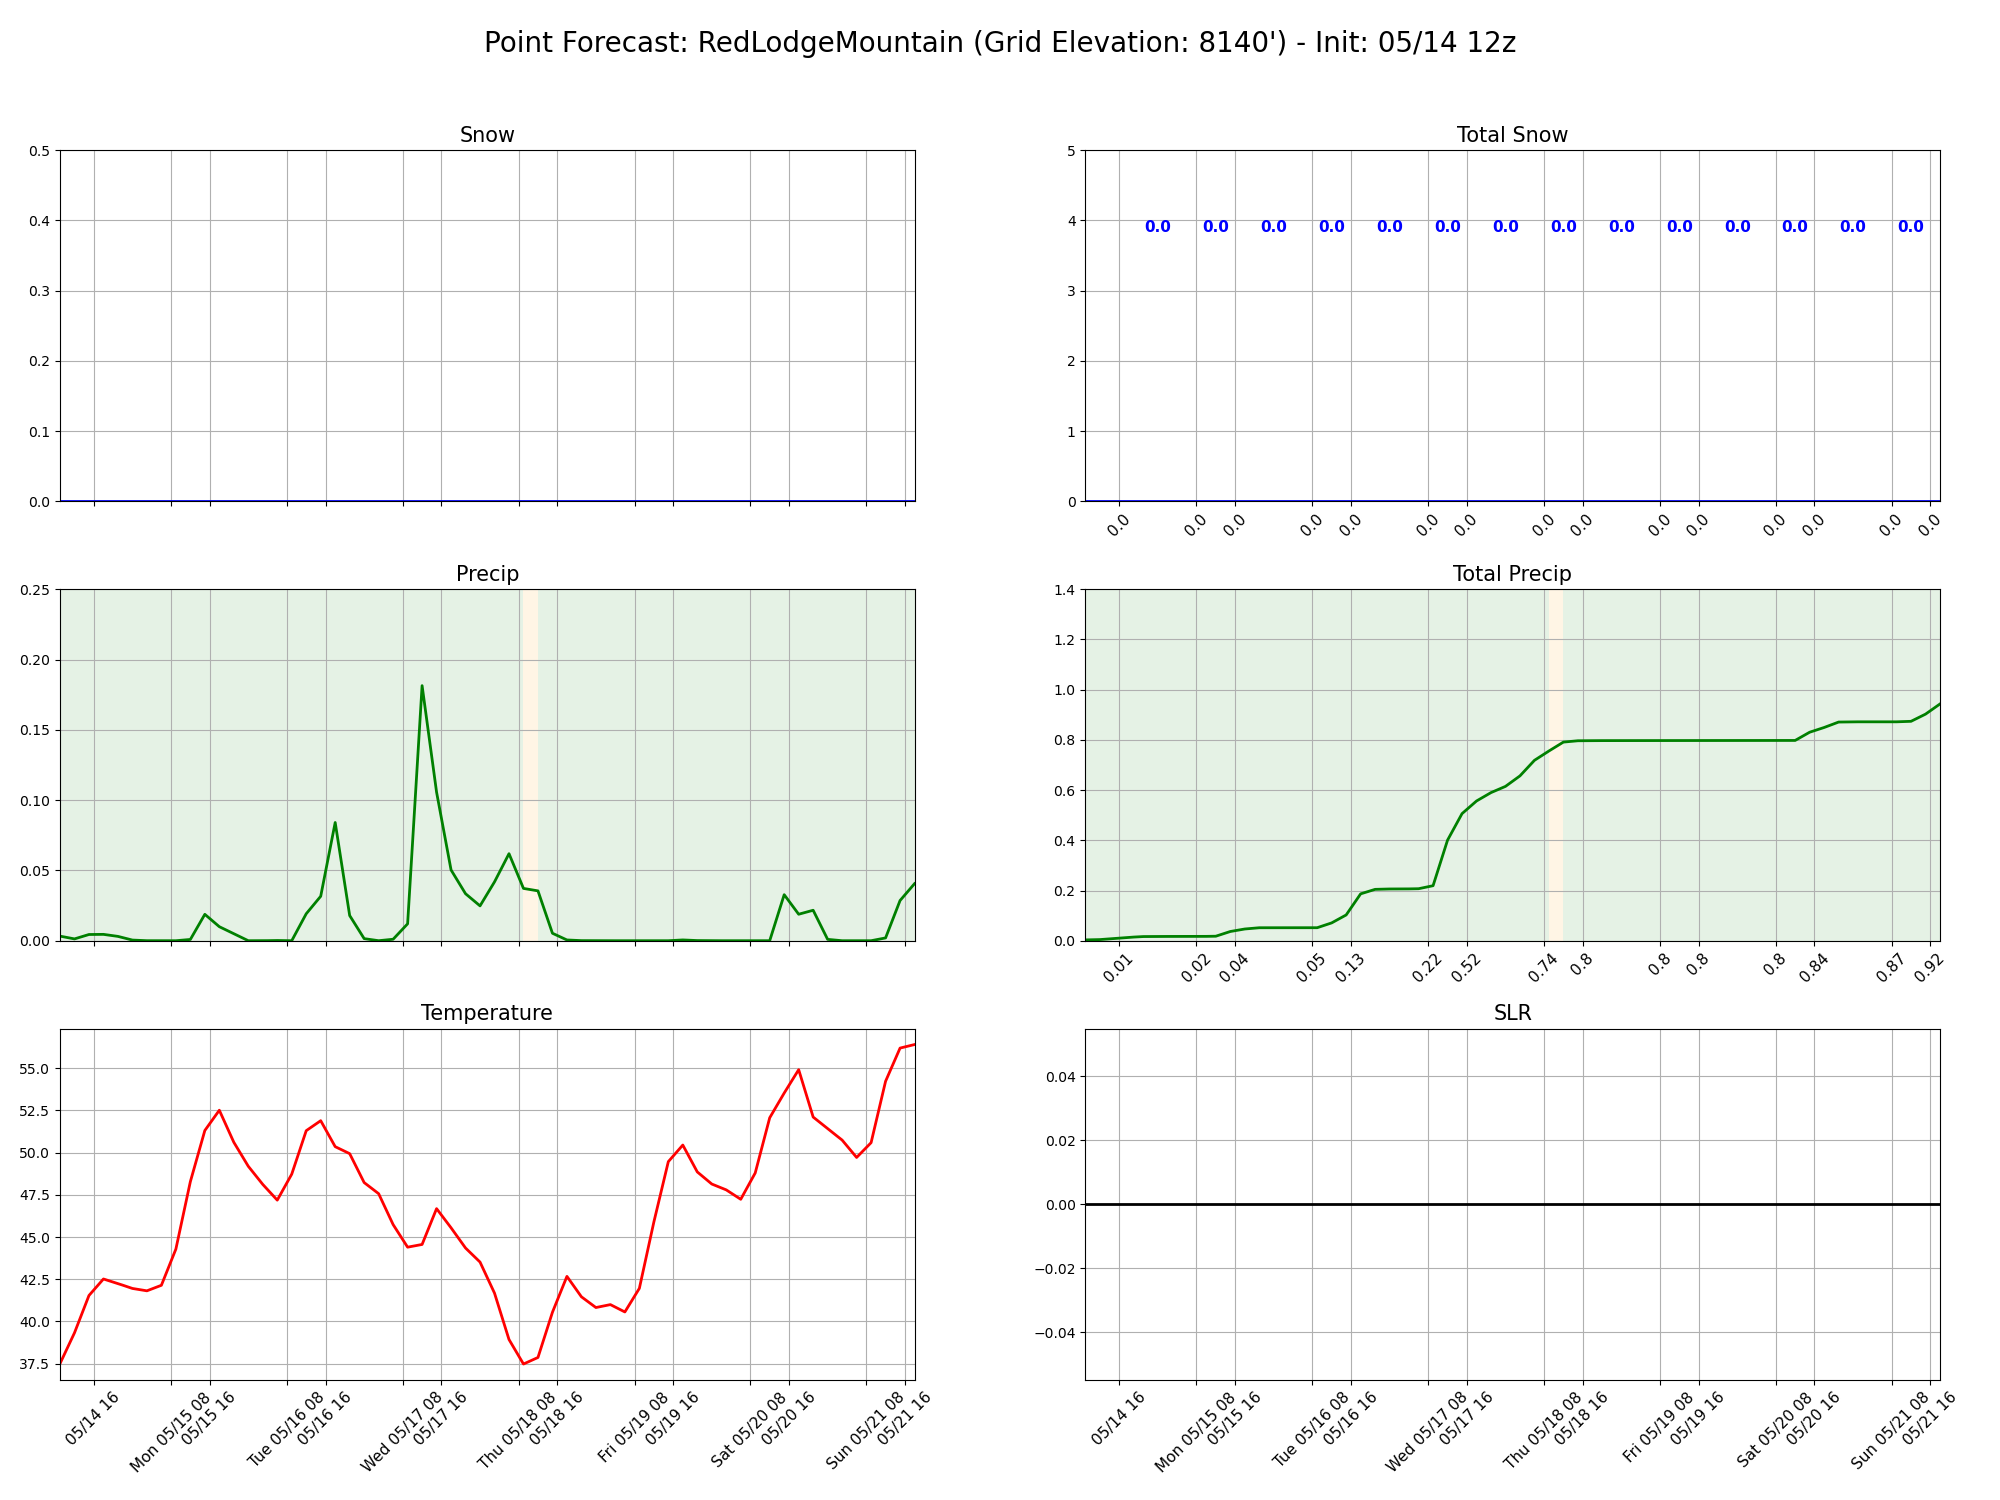 Point Forecast: RedLodgeMountain (Grid Elevation: 8140') - Init: 05/14 12z
Snow
0.5
0.4
0.3
0.2
0.1
0.0
Total Snow
5
4
3
2
1
0
0.0 0.0 0.0 0.0 0.0 0.0 0.0 0.0 0.0 0.0 0.0 0.0 0.0 0.0
0.0 0.0 0.0 0.0 0.0 0.0 0.0 0.0 0.0 0.0 0.0 0.0 0.0 0.0 0.0
Precip
0.25
0.20
0.15
0.10
0.05
0.00
Total Precip
1.4
1.2
1.0
0.8
0.6
0.4
0.2
0.0
0.01 0.02 0.04 0.05 0.13 0.22 0.52 0.74 0.8 0.8 0.8 0.8 0.84 0.87 0.92
Temperature
55.0
52.5
50.0
47.5
45.0
42.5
40.0
37.5
05/14 16
Mon 05/15 08
05/15 16
Tue 05/16 08
05/16 16
Wed 05/17 08
05/17 16
Thu 05/18 08
05/18 16
Fri 05/19 08
05/19 16
Sat 05/20 08
05/20 16
Sun 05/21 08
05/21 16
SLR
0.04
0.02
0.00
−0.02
−0.04
05/14 16
Mon 05/15 08
05/15 16
Tue 05/16 08
05/16 16
Wed 05/17 08
05/17 16
Thu 05/18 08
05/18 16
Fri 05/19 08
05/19 16
Sat 05/20 08
05/20 16
Sun 05/21 08
05/21 16